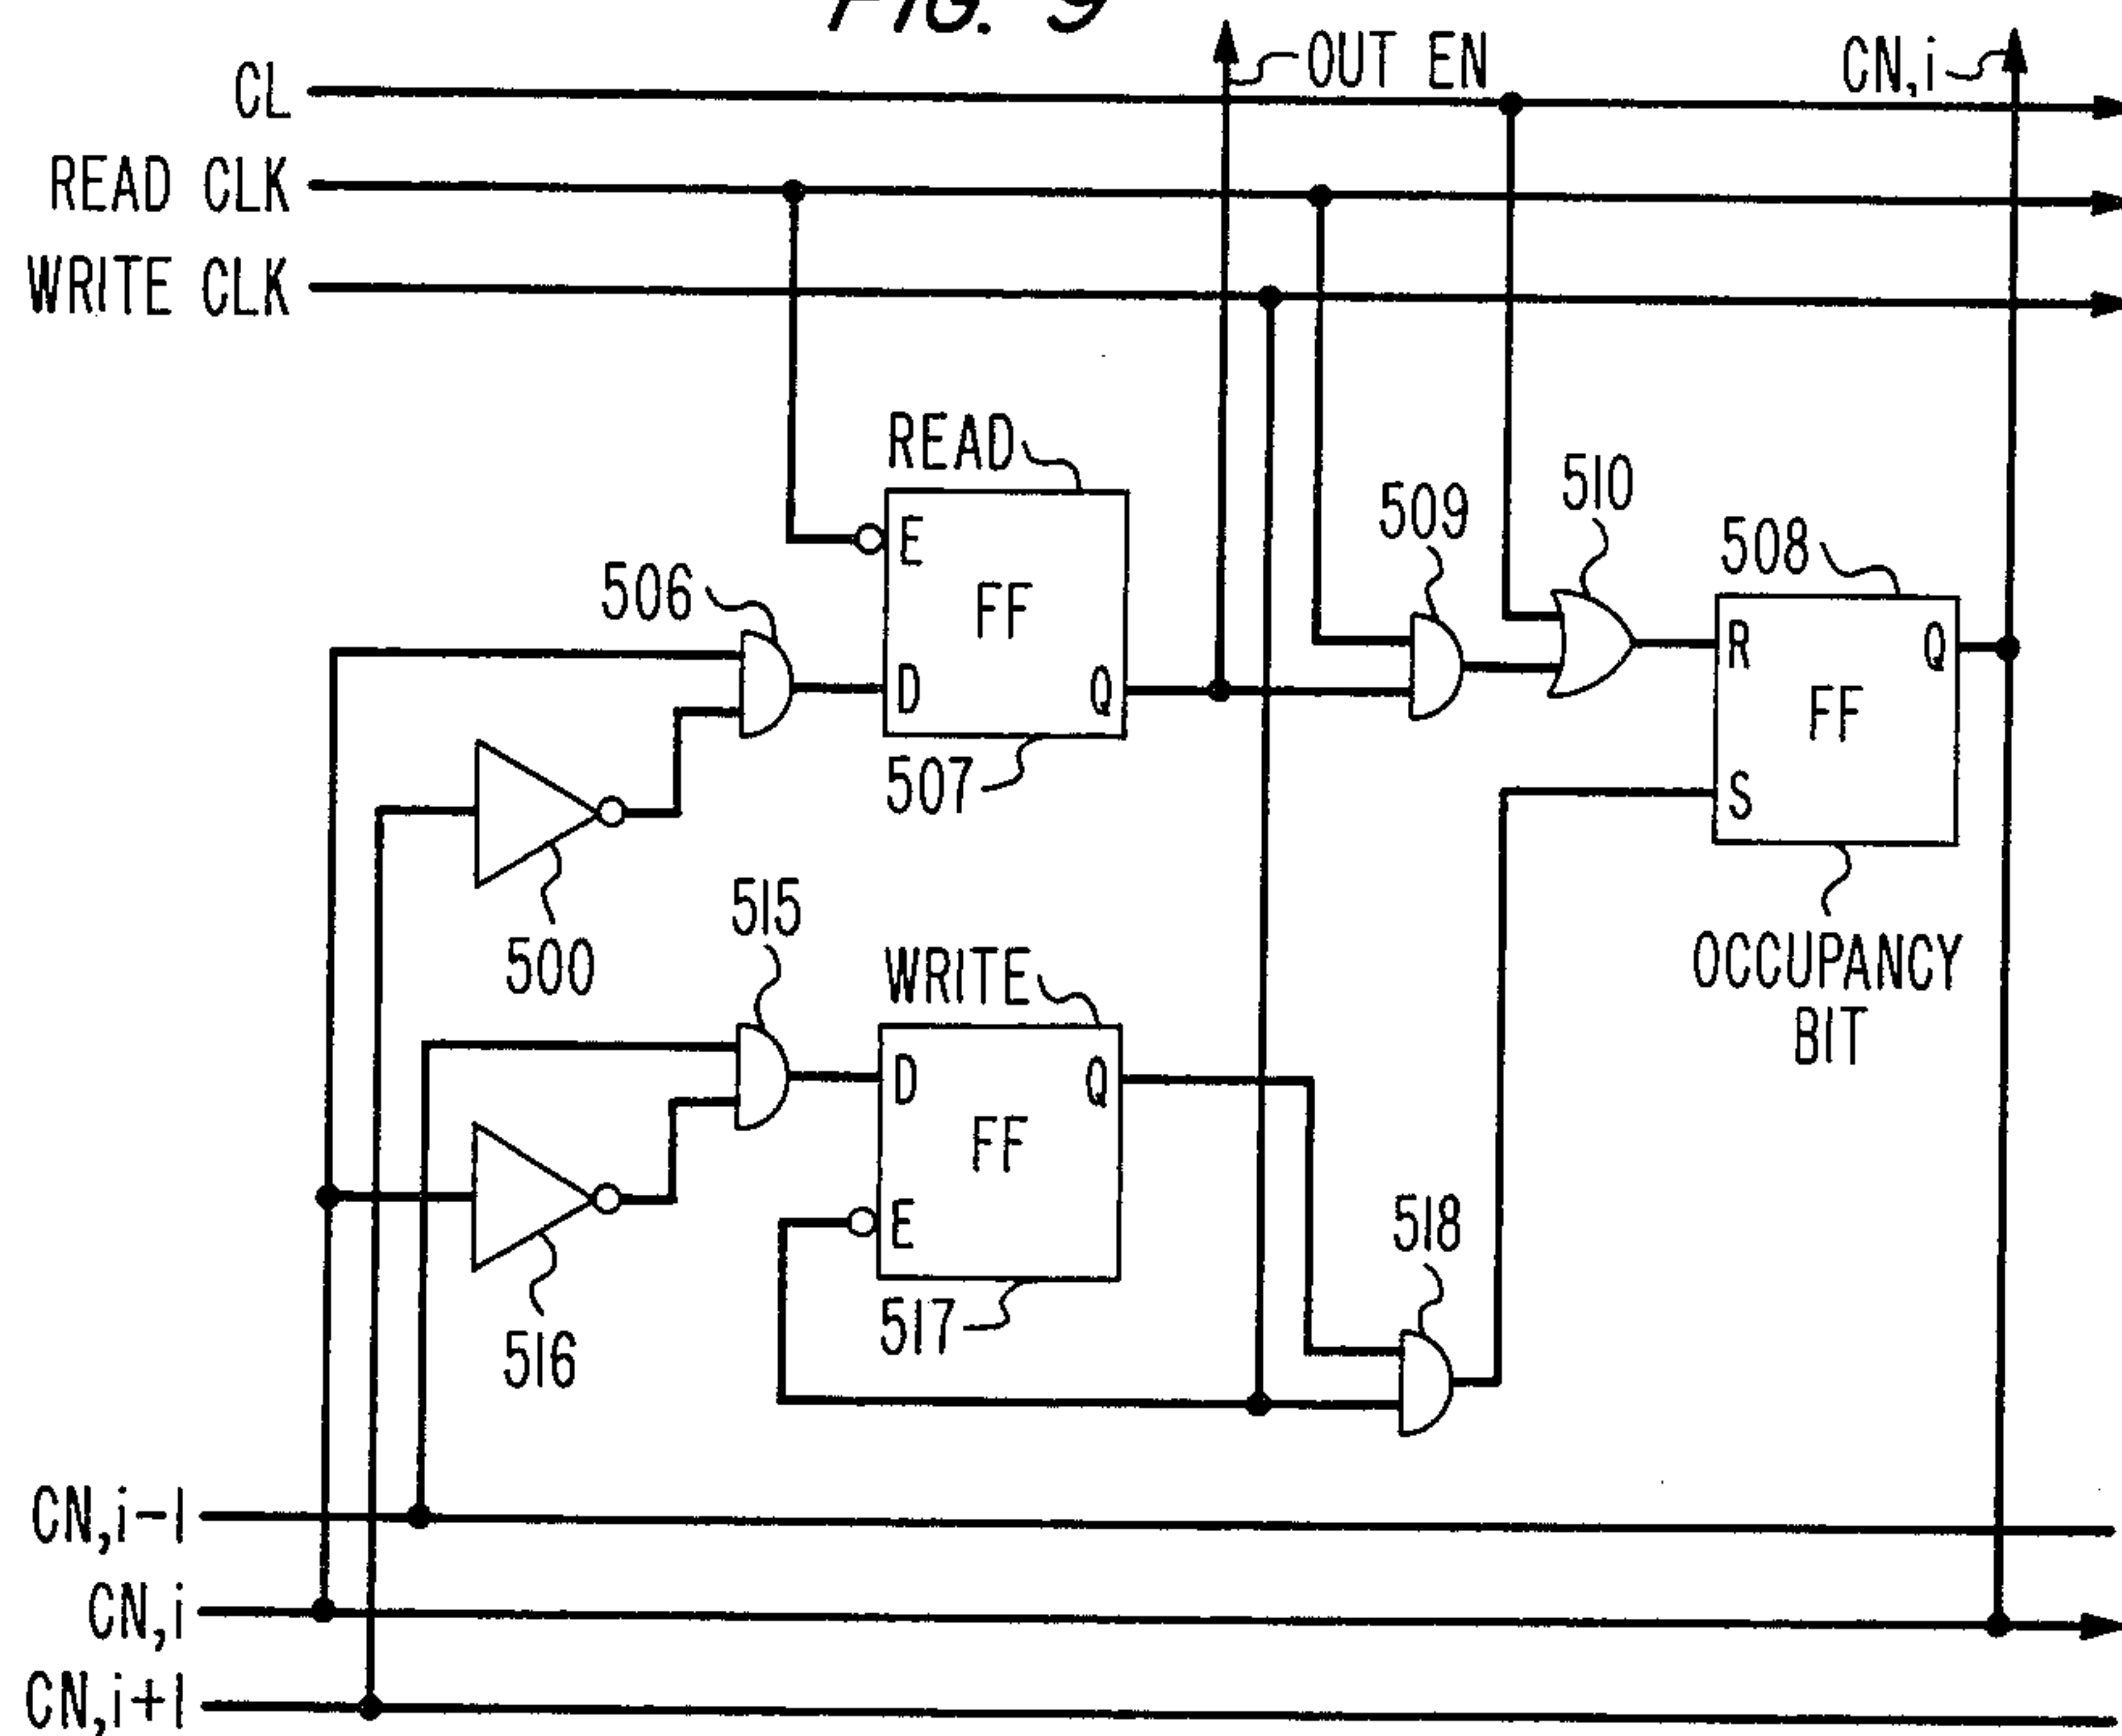 FIG. 9
OUT EN
CN,i
CL
READ CLK
WRITE CLK
READ
E
FF
D
Q
507
506
500
509
510
508
R
Q
FF
S
OCCUPANCY
BIT
515
WRITE
D
Q
FF
E
517
516
518
CN,i-1
CN,i
CN,i+1